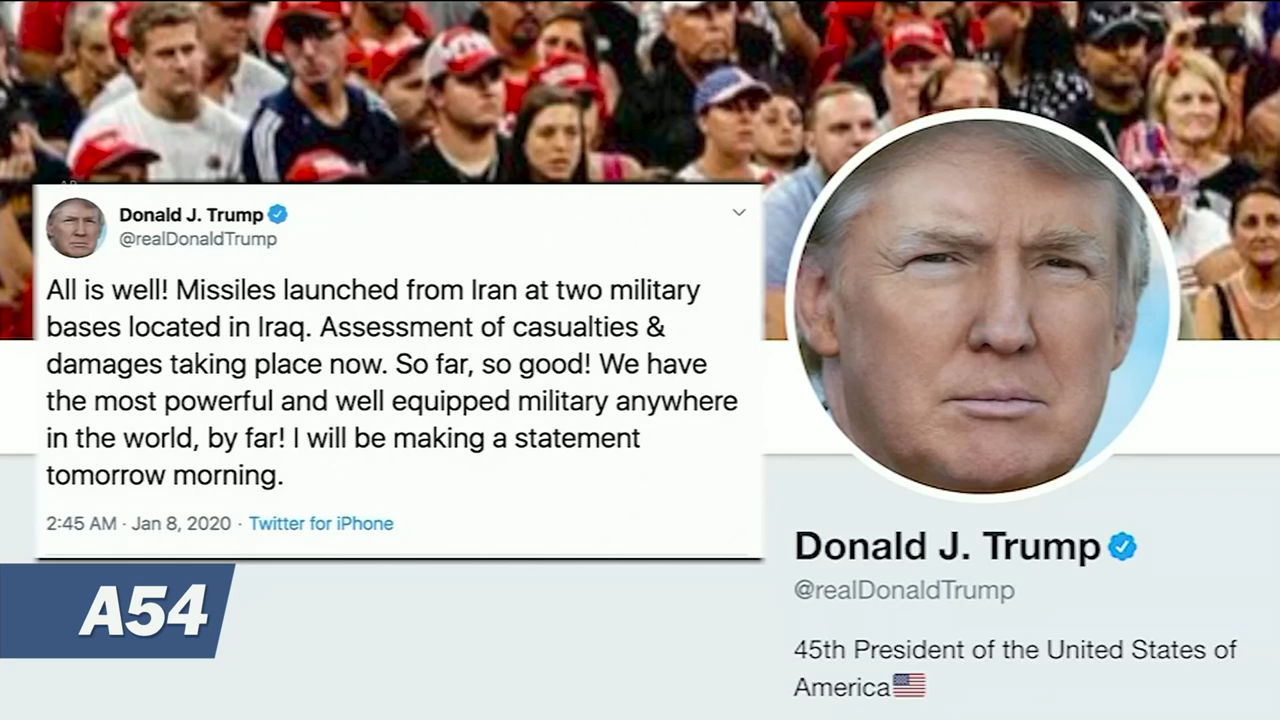 Donald J. Trump
@realDonaldTrump
All is well! Missiles launched from Iran at two military
bases located in Iraq. Assessment of casualties &
damages taking place now. So far, so good! We have
the most powerful and well equipped military anywhere
in the world, by far! I will be making a statement
tomorrow morning.
2:45 AM · Jan 8, 2020 · Twitter for iPhone
A54
Donald J. Trump
@realDonaldTrump
45th President of the United States of
America🇺🇸